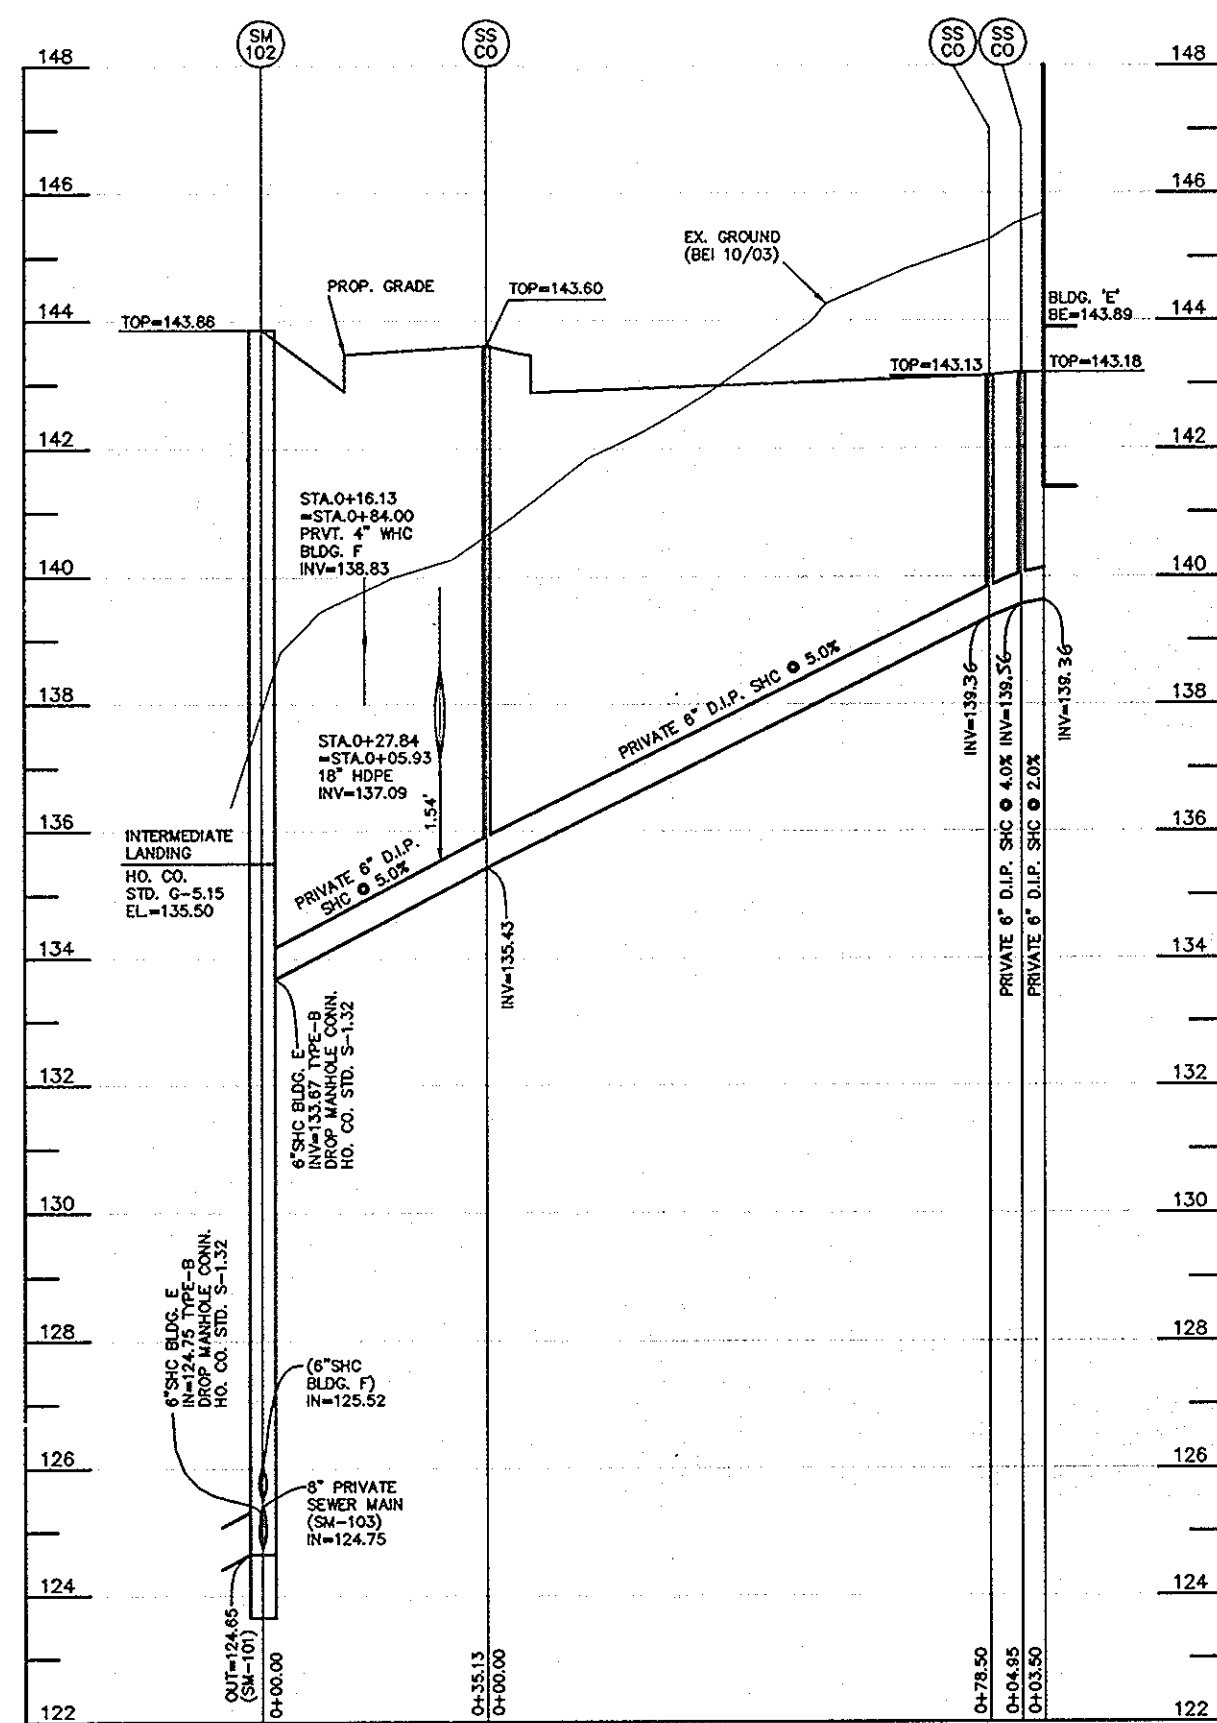 SM
102
SS
CO
SS
CO
SS
CO
148
148
146
146
EX. GROUND
(BEI 10/03)
PROP. GRADE
TOP=143.60
BLDG. 'E'
BE=143.89
144
144
TOP=143.86
TOP=143.13
TOP=143.18
142
142
STA.0+16.13
=STA.0+84.00
PRVT. 4" WHC
BLDG. F
INV=138.83
140
140
138
138
STA.0+27.84
=STA.0+05.93
18" HDPE
INV=137.09
1.54'
PRIVATE 6" D.I.P. SHC @ 5.0%
INV=139.36
INV=139.56
INV=139.36
PRIVATE 6" D.I.P. SHC @ 4.0%
PRIVATE 6" D.I.P. SHC @ 2.0%
136
136
INTERMEDIATE
LANDING
HO. CO.
STD. G-5.15
EL.=135.50
PRIVATE 6" D.I.P.
SHC @ 5.0%
INV=135.43
134
134
6"SHC BLDG. E
INV=133.67 TYPE-B
DROP MANHOLE CONN.
HO. CO. STD. S-1.32
132
132
130
130
6"SHC BLDG. E
IN=124.75 TYPE-B
DROP MANHOLE CONN.
HO. CO. STD. S-1.32
128
128
(6"SHC
BLDG. F)
IN=125.52
126
126
8" PRIVATE
SEWER MAIN
(SM-103)
IN=124.75
124
124
OUT=124.65
(SM-101)
0+00.00
0+35.13
0+00.00
0+78.50
0+04.95
0+03.50
122
122